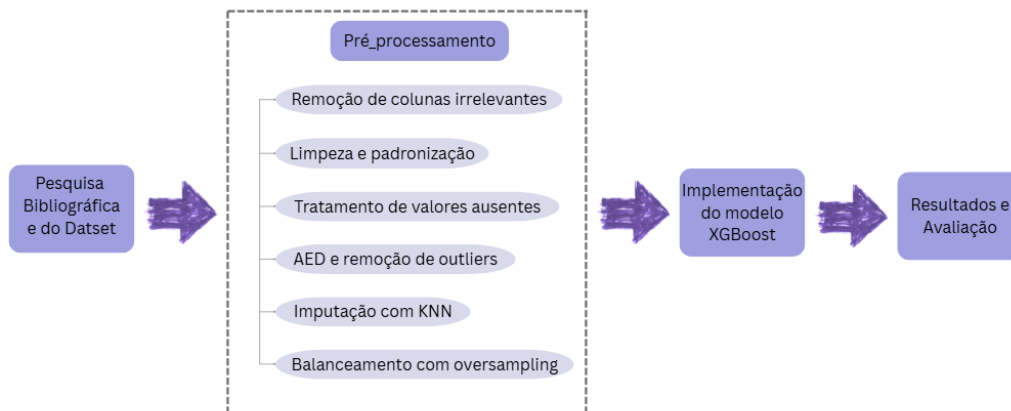 Pesquisa
Bibliográfica
e do Datset
Pré_processamento
Remoção de colunas irrelevantes
Limpeza e padronização
Tratamento de valores ausentes
AED e remoção de outliers
Imputação com KNN
Balanceamento com oversampling
Implementação
do modelo
XGBoost
Resultados e
Avaliação